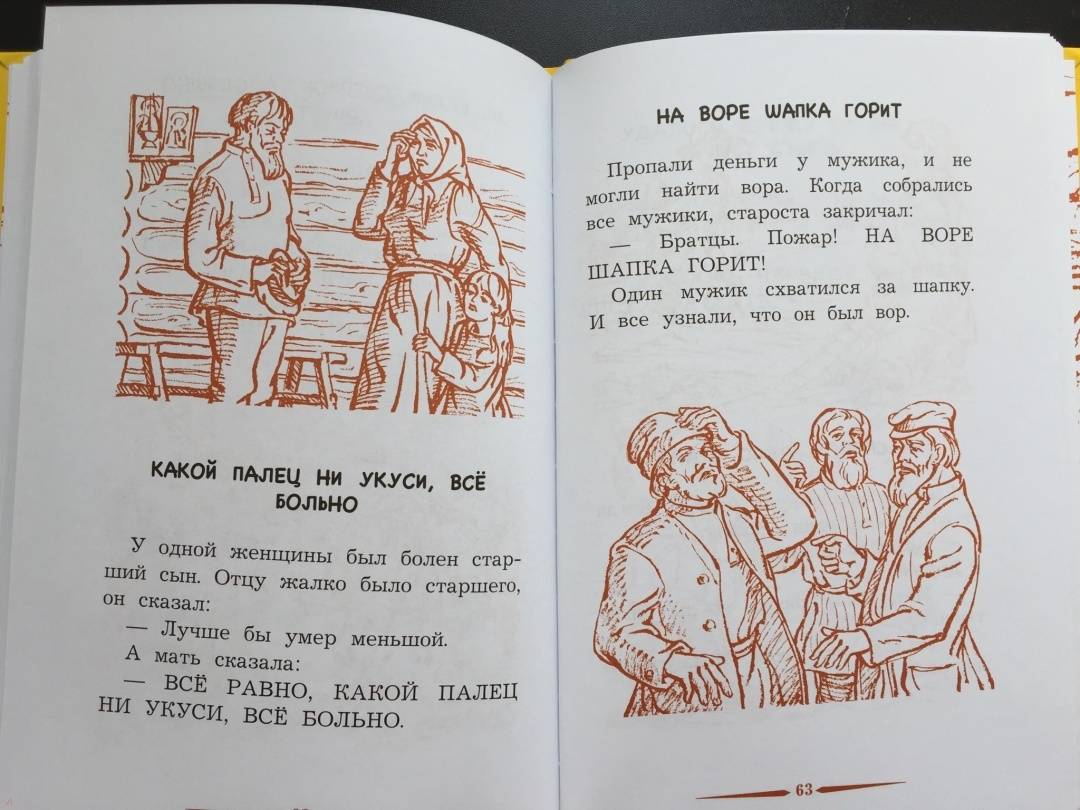 КАКОЙ ПАЛЕЦ НИ УКУСИ, ВСЁ
БОЛЬНО
У одной женщины был болен стар-
ший сын. Отцу жалко было старшего,
он сказал:
— Лучше бы умер меньшой.
А мать сказала:
— ВСЁ РАВНО, КАКОЙ ПАЛЕЦ
НИ УКУСИ, ВСЁ БОЛЬНО.
НА ВОРЕ ШАПКА ГОРИТ
Пропали деньги у мужика, и не
могли найти вора. Когда собрались
все мужики, староста закричал:
— Братцы. Пожар! НА ВОРЕ
ШАПКА ГОРИТ!
Один мужик схватился за шапку.
И все узнали, что он был вор.
63